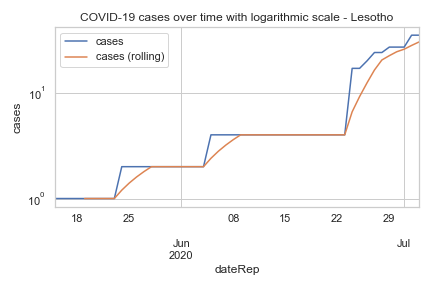 COVID-19 cases over time with logarithmic scale - Lesotho
cases
cases (rolling)
10¹
10⁰
cases
18 25 08 15 22 29
Jun Jul
2020
dateRep